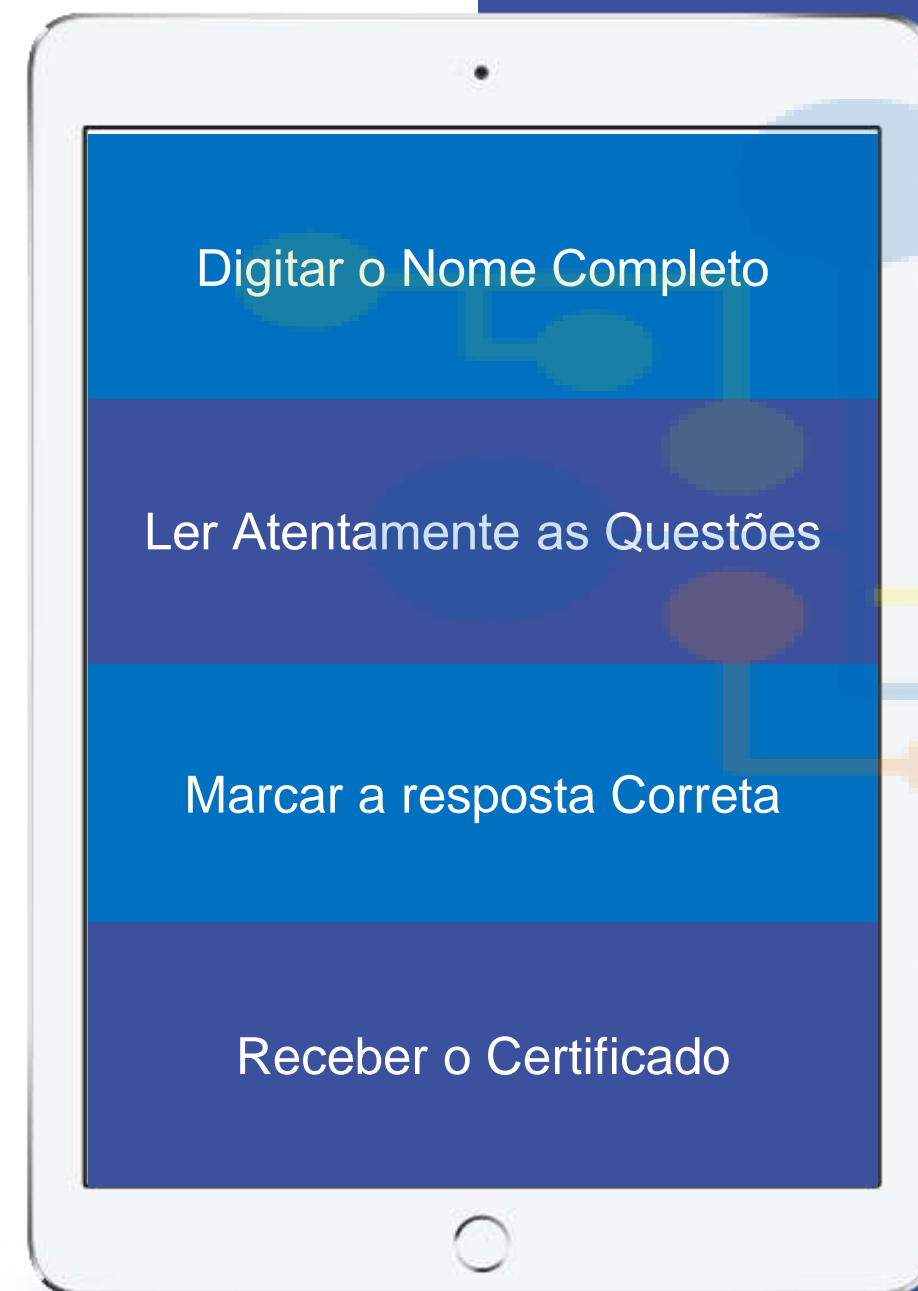 Digitar o Nome Completo
Ler Atentamente as Questões
Marcar a resposta Correta
Receber o Certificado